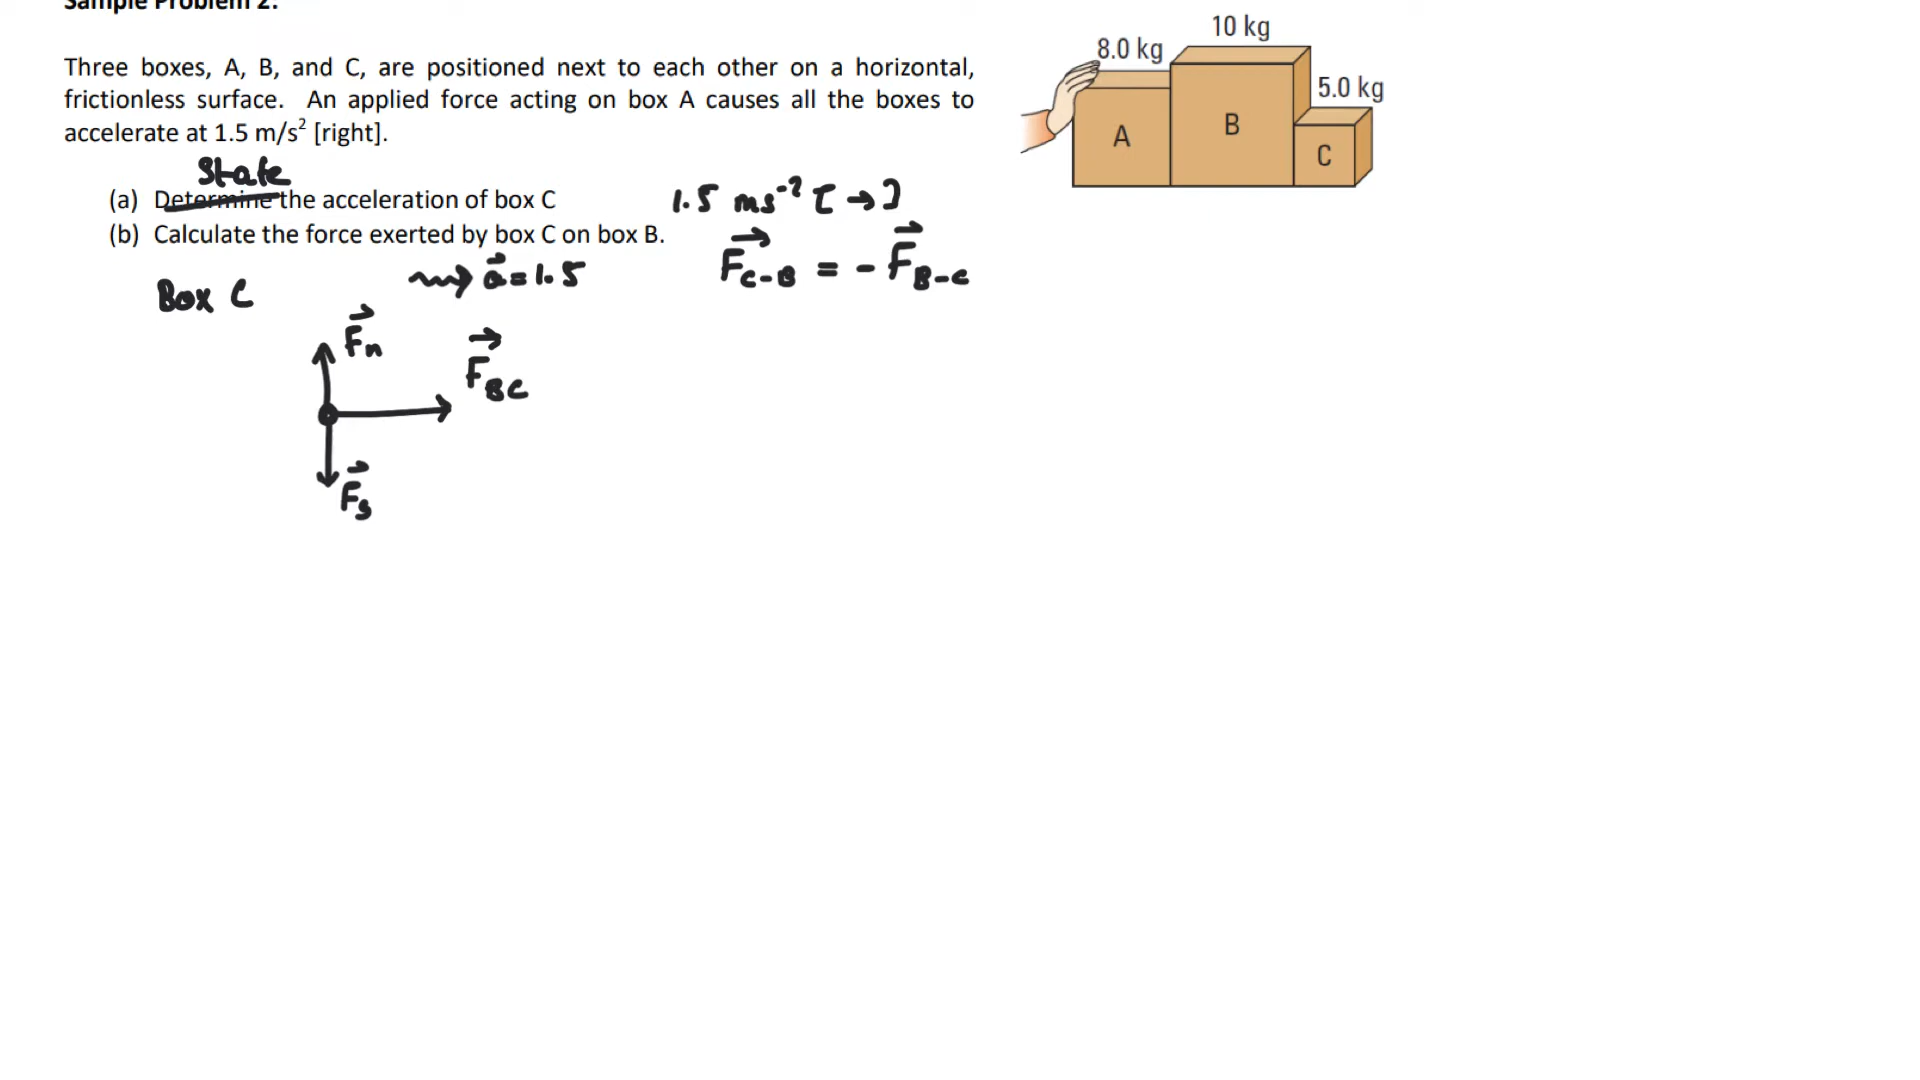 Sample Problem 2:
10 kg
8.0 kg
Three boxes, A, B, and C, are positioned next to each other on a horizontal,
frictionless surface. An applied force acting on box A causes all the boxes to
accelerate at 1.5 m/s² [right].
5.0 kg
A
B
C
State
(a) Determine the acceleration of box C
1.5 ms⁻² [→]
(b) Calculate the force exerted by box C on box B.
F⃗C-B = -F⃗B-C
Box C
a⃗ = 1.5
F⃗n
F⃗BC
F⃗g